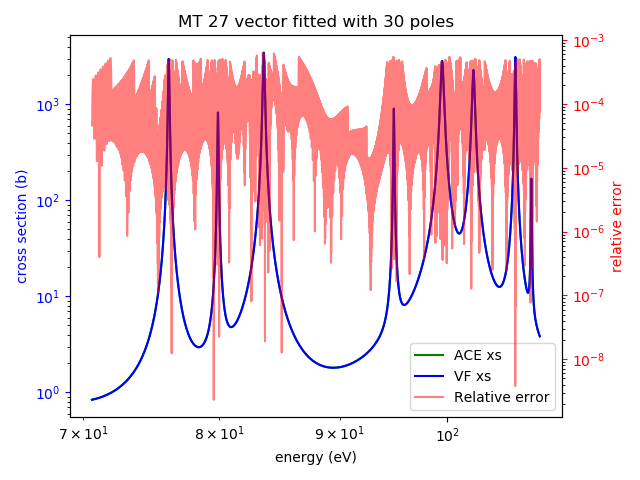 MT 27 vector fitted with 30 poles
cross section (b)
10³
10²
10¹
10⁰
10⁻³
10⁻⁴
10⁻⁵
10⁻⁶
10⁻⁷
10⁻⁸
relative error
ACE xs
VF xs
Relative error
7 × 10¹ 8 × 10¹ 9 × 10¹ 10²
energy (eV)